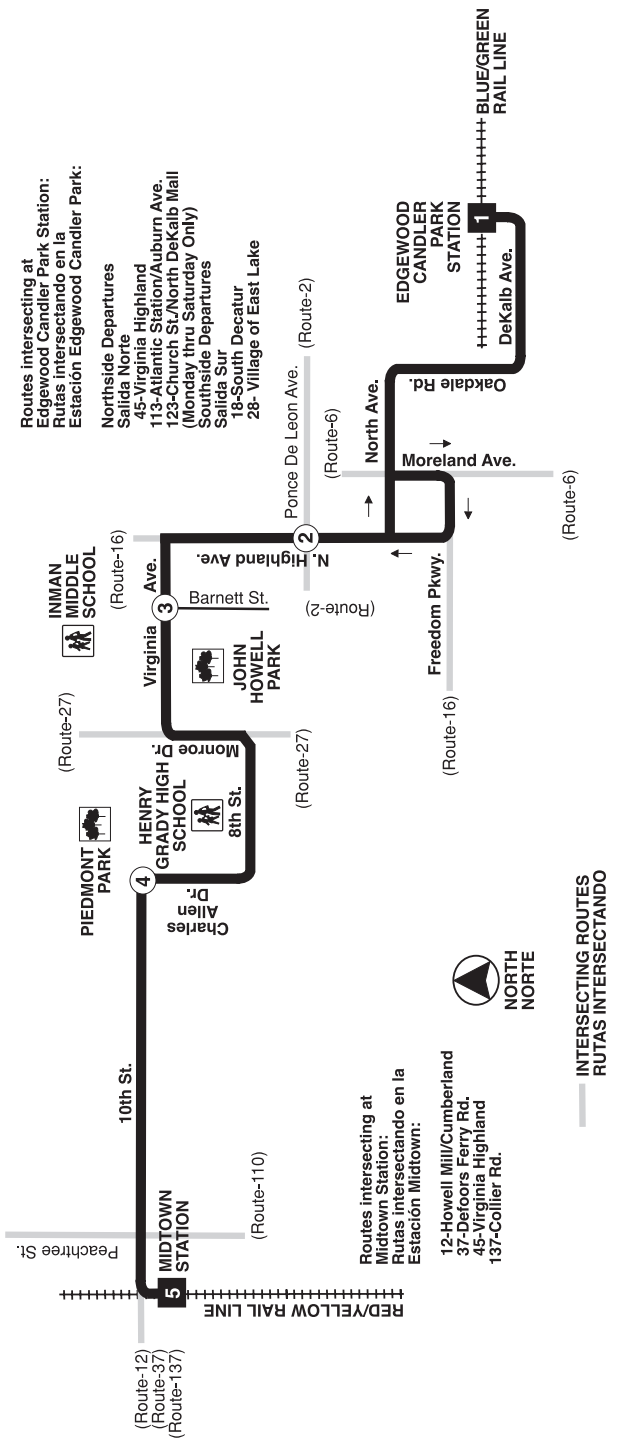 (Route-12)
(Route-37)
(Route-137)
Peachtree St.
(Route-110)
5
MIDTOWN
STATION
RED/YELLOW RAIL LINE
10th St.
PIEDMONT
PARK
4
Charles
Allen
Dr.
HENRY
GRADY HIGH
SCHOOL
8th St.
(Route-27)
Monroe Dr.
(Route-27)
Virginia
Ave.
INMAN
MIDDLE
SCHOOL
3
Barnett St.
JOHN
HOWELL
PARK
(Route-16)
N. Highland Ave.
2
Ponce De Leon Ave.
(Route-2)
(Route-2)
(Route-6)
North Ave.
Moreland Ave.
(Route-6)
Freedom Pkwy.
(Route-16)
Oakdale Rd.
DeKalb Ave.
EDGEWOOD
CANDLER
PARK
STATION
1
BLUE/GREEN
RAIL LINE
Routes intersecting at
Edgewood Candler Park Station:
Rutas intersectando en la
Estación Edgewood Candler Park:
Northside Departures
Salida Norte
45-Virginia Highland
113-Atlantic Station/Auburn Ave.
123-Church St./North DeKalb Mall
(Monday thru Saturday Only)
Southside Departures
Salida Sur
18-South Decatur
28- Village of East Lake
Routes intersecting at
Midtown Station:
Rutas intersectando en la
Estación Midtown:
12-Howell Mill/Cumberland
37-Defoors Ferry Rd.
45-Virginia Highland
137-Collier Rd.
NORTH
NORTE
INTERSECTING ROUTES
RUTAS INTERSECTANDO